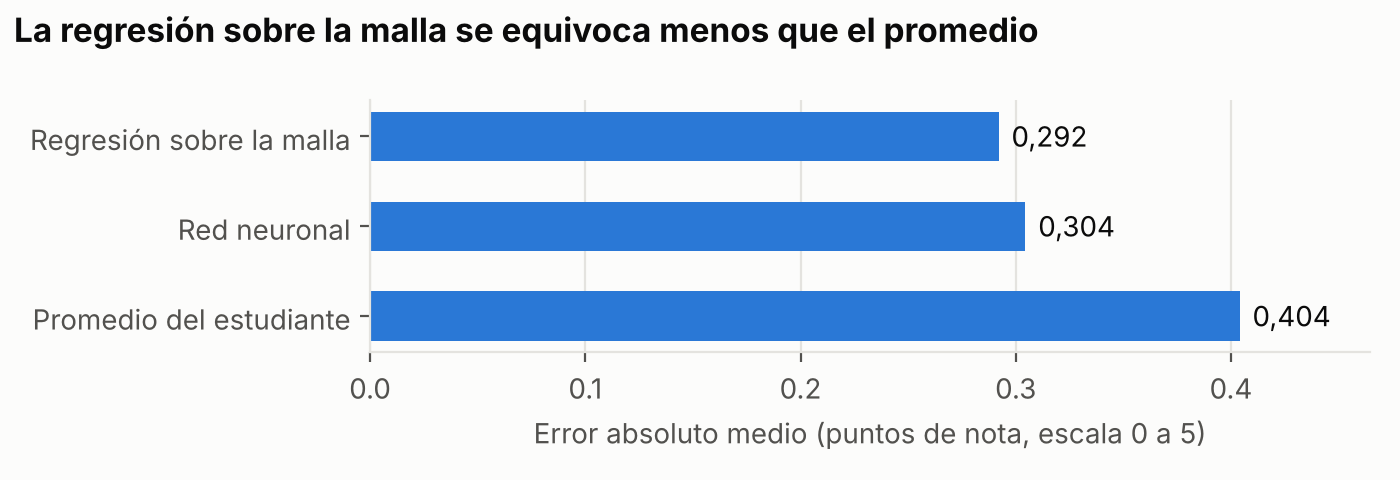 La regresión sobre la malla se equivoca menos que el promedio
Regresión sobre la malla 0,292
Red neuronal 0,304
Promedio del estudiante 0,404
0.0 0.1 0.2 0.3 0.4
Error absoluto medio (puntos de nota, escala 0 a 5)